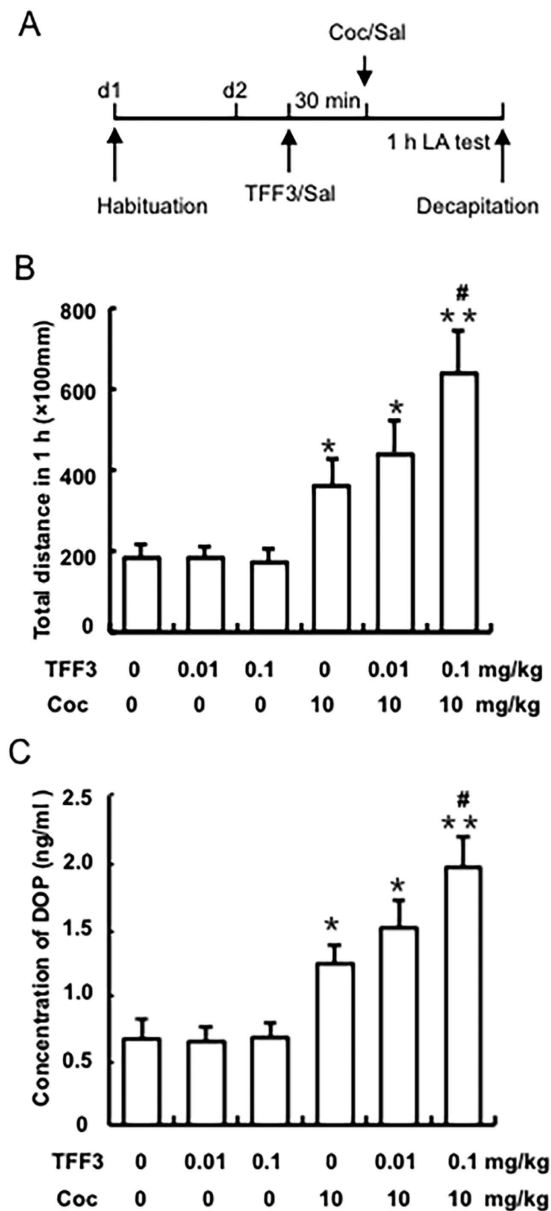 A
Coc/Sal
d1
d2
30 min
1 h LA test
TFF3/Sal
Habituation
Decapitation
B
Total distance in 1 h (×100mm)
800
600
400
200
0
*
*
#
**
TFF3 0 0.01 0.1 0 0.01 0.1 mg/kg
Coc 0 0 0 10 10 10 mg/kg
C
Concentration of DOP (ng/ml )
2.5
2.0
1.5
1.0
0.5
0
*
*
#
**
TFF3 0 0.01 0.1 0 0.01 0.1 mg/kg
Coc 0 0 0 10 10 10 mg/kg